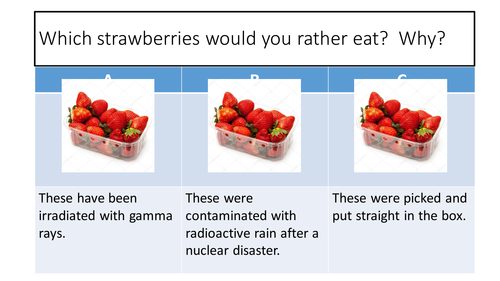 Which strawberries would you rather eat?  Why?
A
B
C
These have been
irradiated with gamma
rays.
These were
contaminated with
radioactive rain after a
nuclear disaster.
These were picked and
put straight in the box.